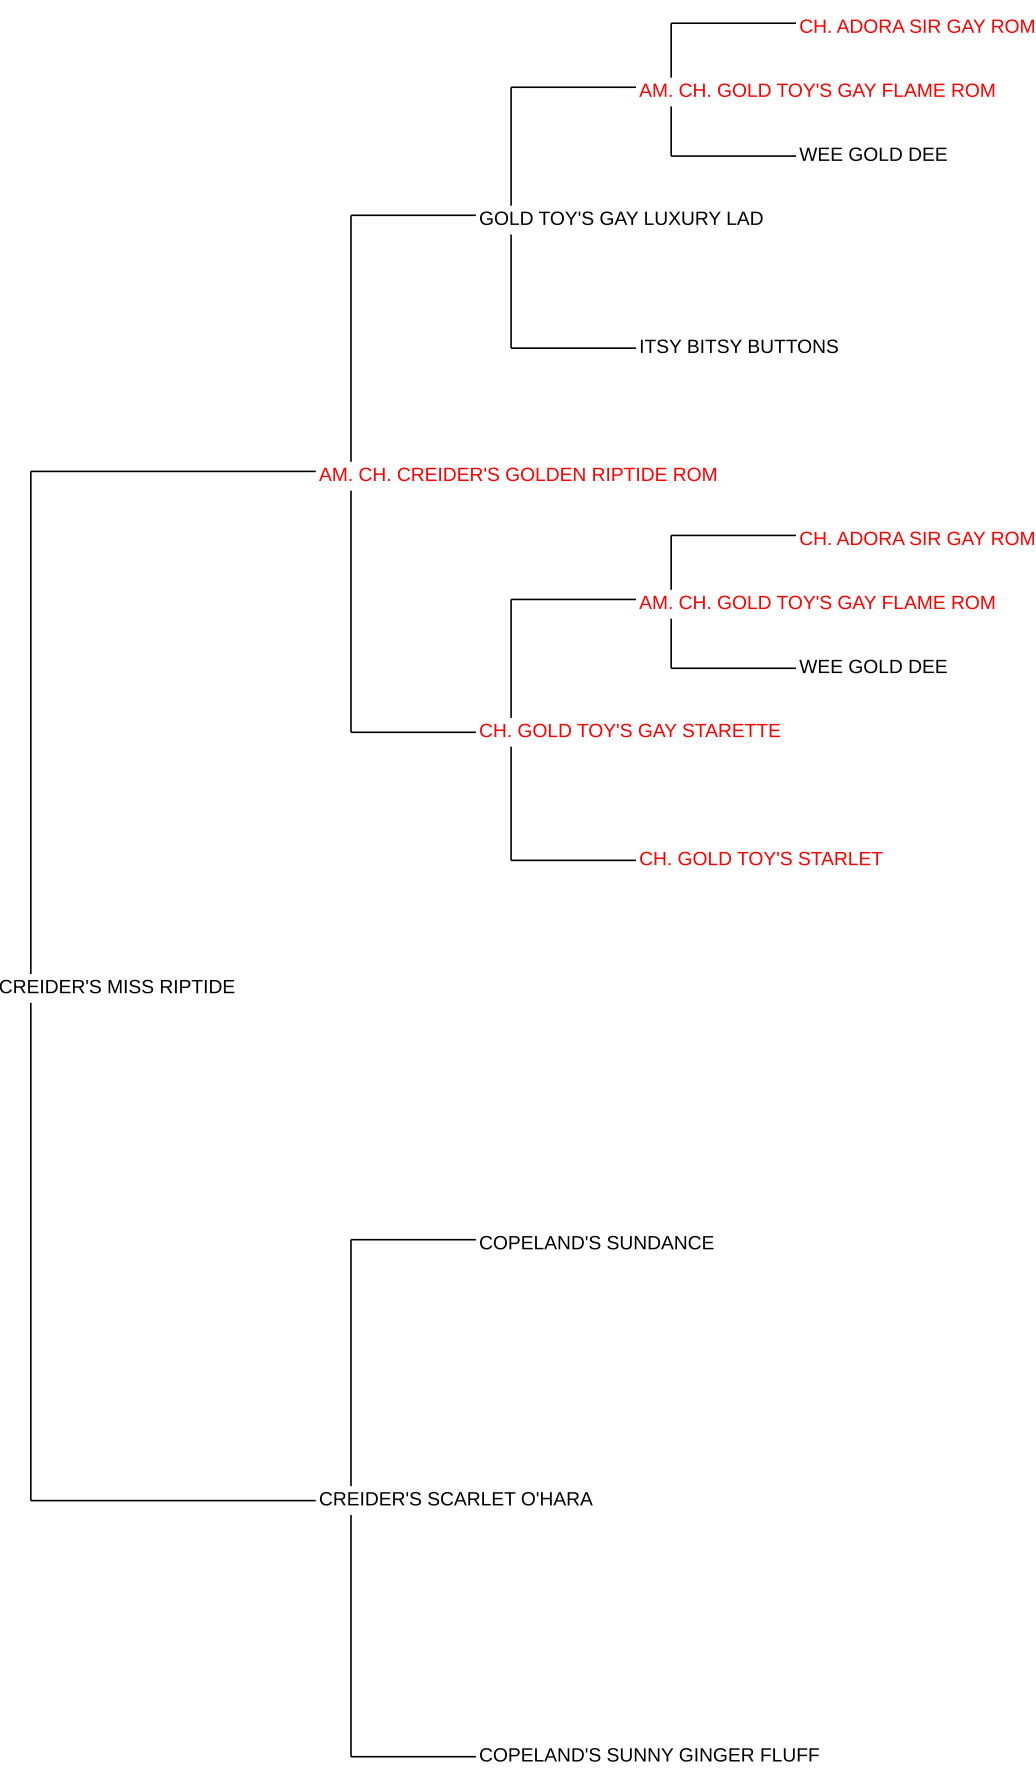 CH. ADORA SIR GAY ROM
AM. CH. GOLD TOY'S GAY FLAME ROM
WEE GOLD DEE
GOLD TOY'S GAY LUXURY LAD
ITSY BITSY BUTTONS
AM. CH. CREIDER'S GOLDEN RIPTIDE ROM
CH. ADORA SIR GAY ROM
AM. CH. GOLD TOY'S GAY FLAME ROM
WEE GOLD DEE
CH. GOLD TOY'S GAY STARETTE
CH. GOLD TOY'S STARLET
CREIDER'S MISS RIPTIDE
COPELAND'S SUNDANCE
CREIDER'S SCARLET O'HARA
COPELAND'S SUNNY GINGER FLUFF